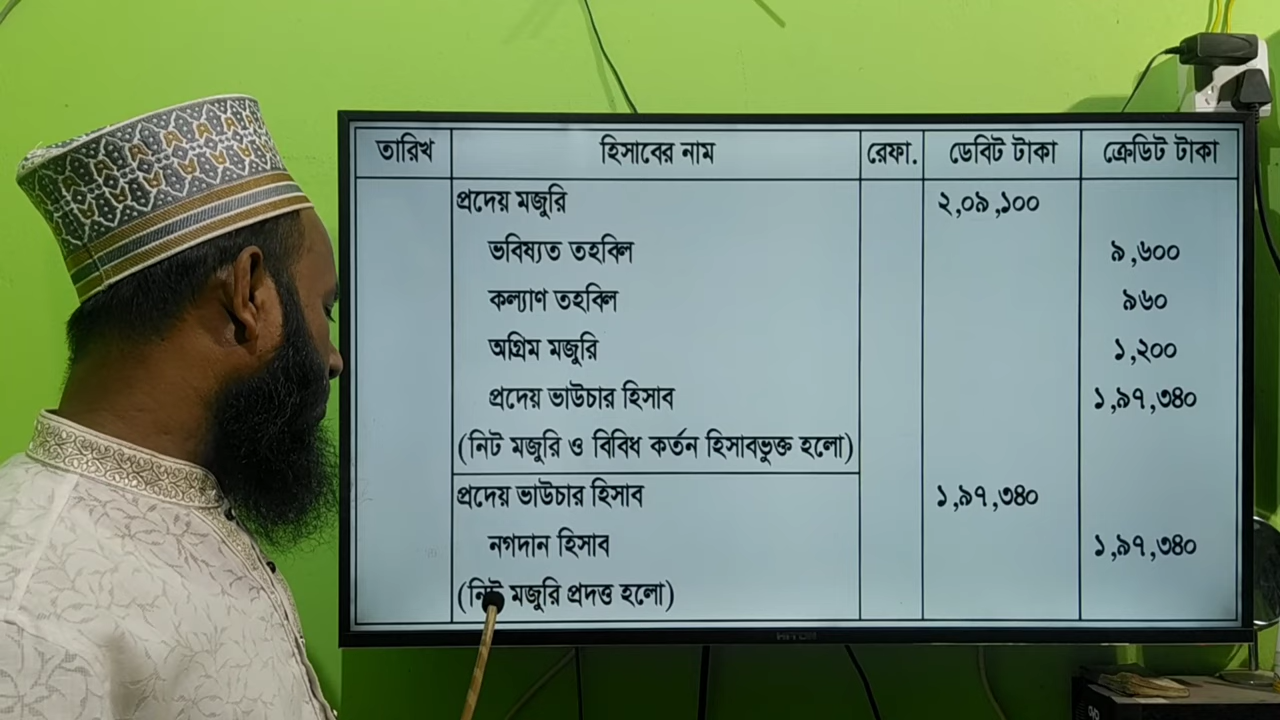 তারিখ হিসাবের নাম রেফা. ডেবিট টাকা ক্রেডিট টাকা
প্রদেয় মজুরি ২,০৯,১০০
ভবিষ্যত তহবিল ৯,৬০০
কল্যাণ তহবিল ৯৬০
অগ্রিম মজুরি ১,২০০
প্রদেয় ভাউচার হিসাব ১,৯৭,৩৪০
(নিট মজুরি ও বিবিধ কর্তন হিসাবভুক্ত হলো)
প্রদেয় ভাউচার হিসাব ১,৯৭,৩৪০
নগদান হিসাব ১,৯৭,৩৪০
(নিট মজুরি প্রদত্ত হলো)